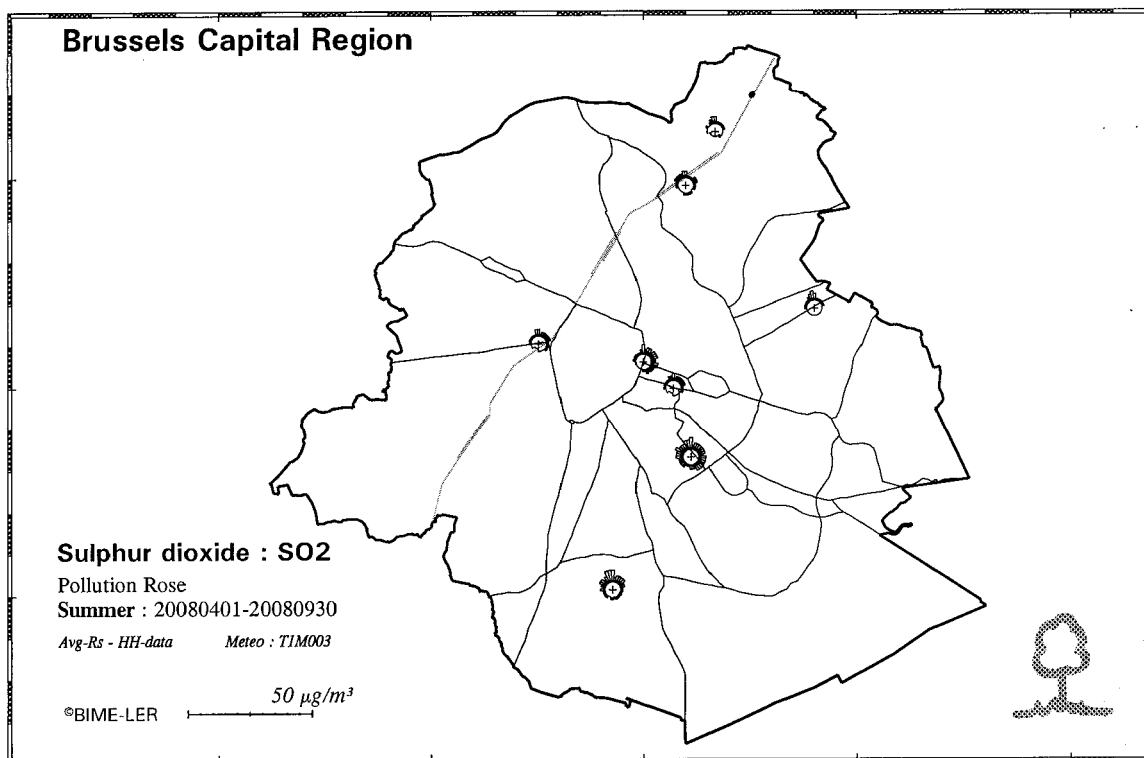 Brussels Capital Region
Sulphur dioxide : SO2
Pollution Rose
Summer : 20080401-20080930
Avg-Rs - HH-data Meteo : TIM003
50 µg/m³
©BIME-LER